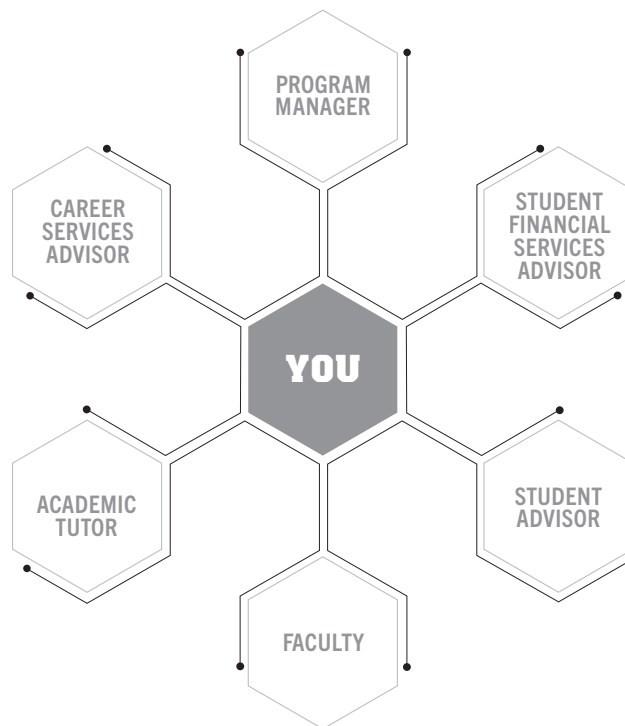 PROGRAM
MANAGER
CAREER
SERVICES
ADVISOR
STUDENT
FINANCIAL
SERVICES
ADVISOR
YOU
ACADEMIC
TUTOR
STUDENT
ADVISOR
FACULTY